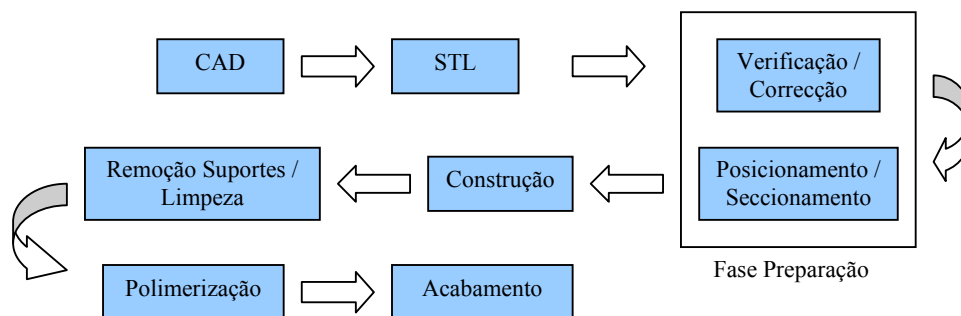 CAD
STL
Verificação /
Correcção
Posicionamento /
Seccionamento
Fase Preparação
Construção
Remoção Suportes /
Limpeza
Polimerização
Acabamento